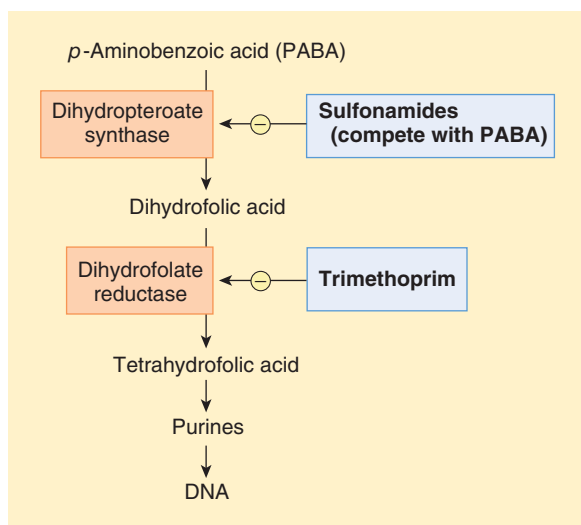 p-Aminobenzoic acid (PABA)
Dihydropteroate
synthase
−
Sulfonamides
(compete with PABA)
Dihydrofolic acid
Dihydrofolate
reductase
−
Trimethoprim
Tetrahydrofolic acid
Purines
DNA